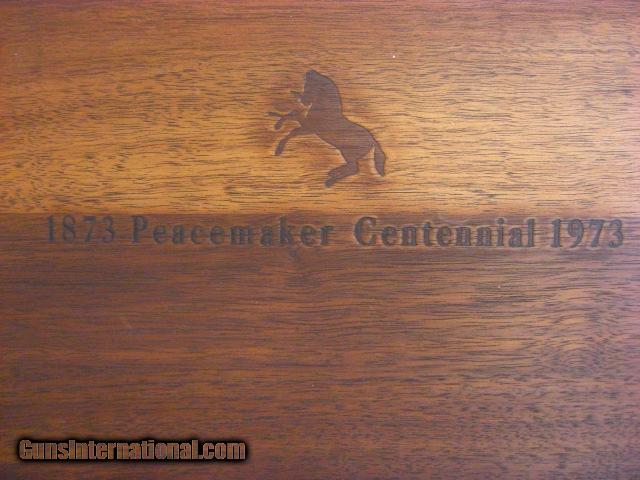 1873 Peacemaker Centennial 1973
GunsInternational.com